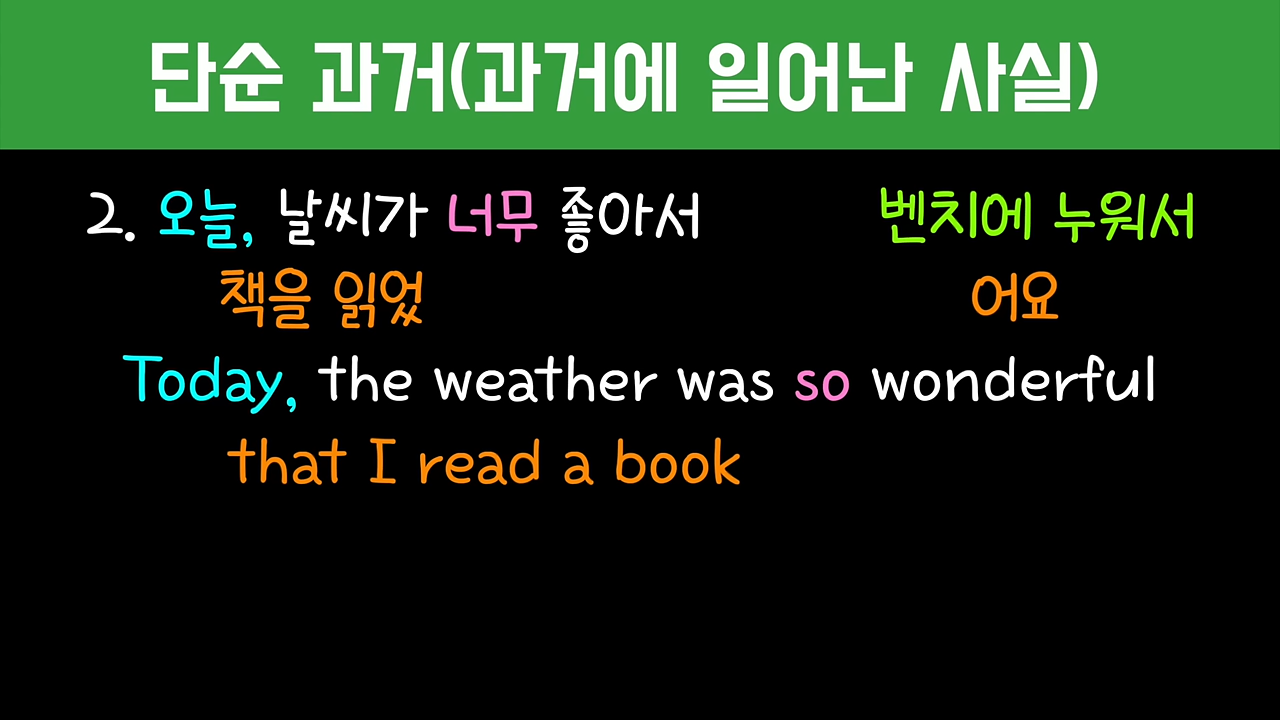 단순 과거(과거에 일어난 사실)
2. 오늘, 날씨가 너무 좋아서 벤치에 누워서
책을 읽었 어요
Today, the weather was so wonderful
that I read a book